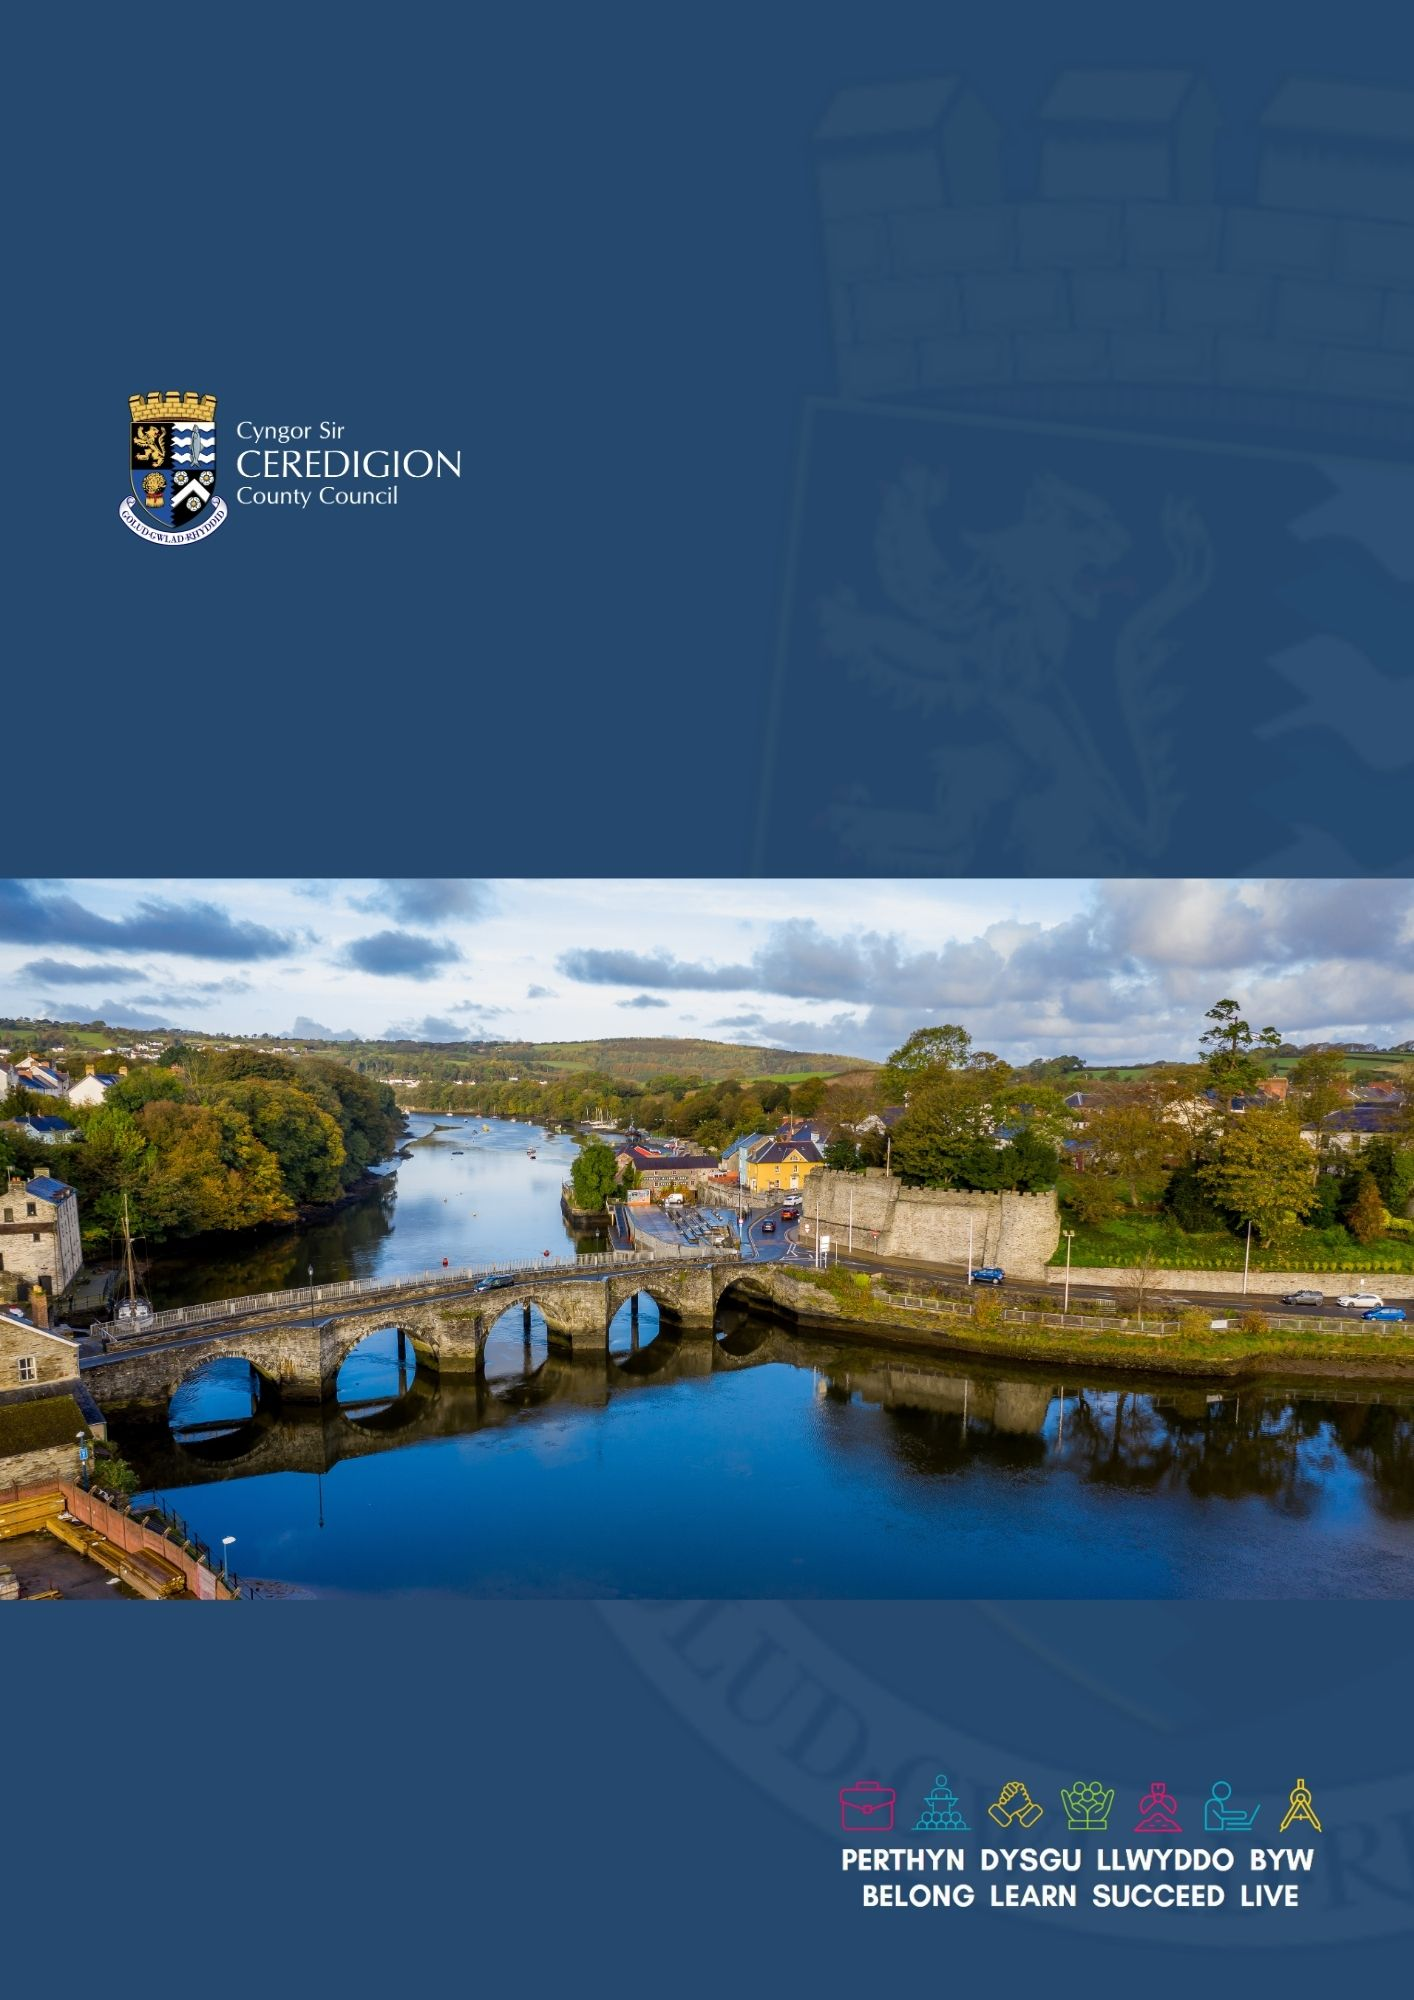 Cyngor Sir
CEREDIGION
County Council
GOLUD·GWLAD·RHYDDID
PERTHYN DYSGU LLWYDDO BYW
BELONG LEARN SUCCEED LIVE